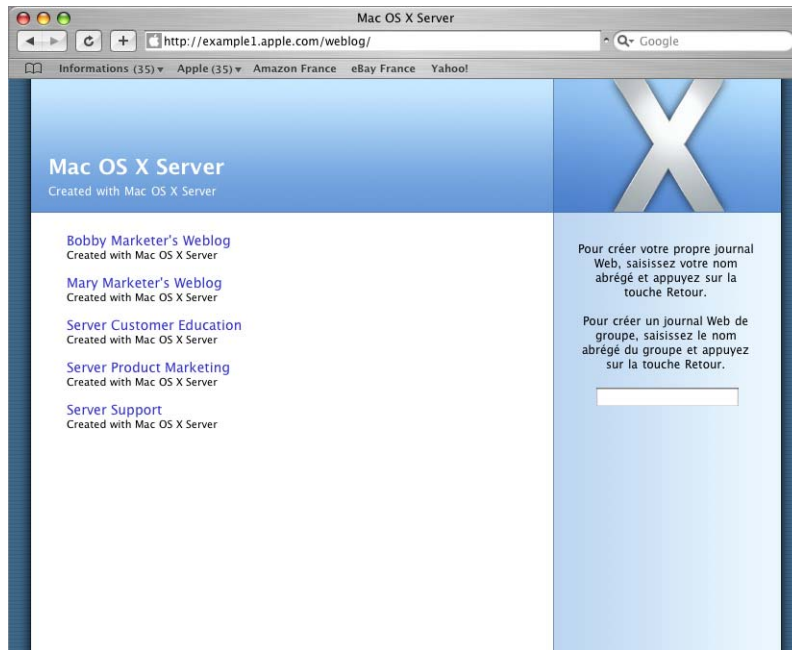 Mac OS X Server
http://example1.apple.com/weblog/
Google
Informations (35) Apple (35) Amazon France eBay France Yahoo!
Mac OS X Server
Created with Mac OS X Server
Bobby Marketer's Weblog
Created with Mac OS X Server
Mary Marketer's Weblog
Created with Mac OS X Server
Server Customer Education
Created with Mac OS X Server
Server Product Marketing
Created with Mac OS X Server
Server Support
Created with Mac OS X Server
X
Pour créer votre propre journal
Web, saisissez votre nom
abrégé et appuyez sur la
touche Retour.
Pour créer un journal Web de
groupe, saisissez le nom
abrégé du groupe et appuyez
sur la touche Retour.